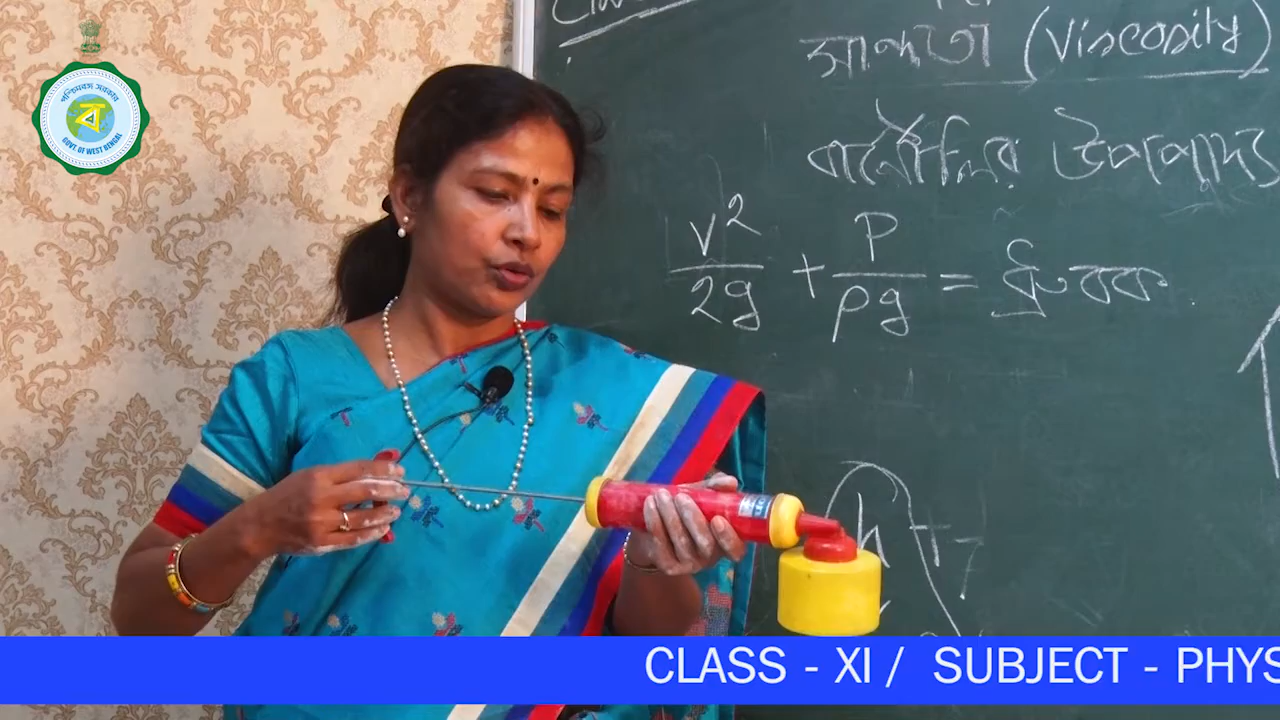 পশ্চিমবঙ্গ সরকার
ব
GOVT. OF WEST BENGAL
সান্দ্রতা (Viscosity)
বার্নৌলির উপপাদ্য
v²/2g + P/ρg = ধ্রুবক
CLASS - XI / SUBJECT - PHYS